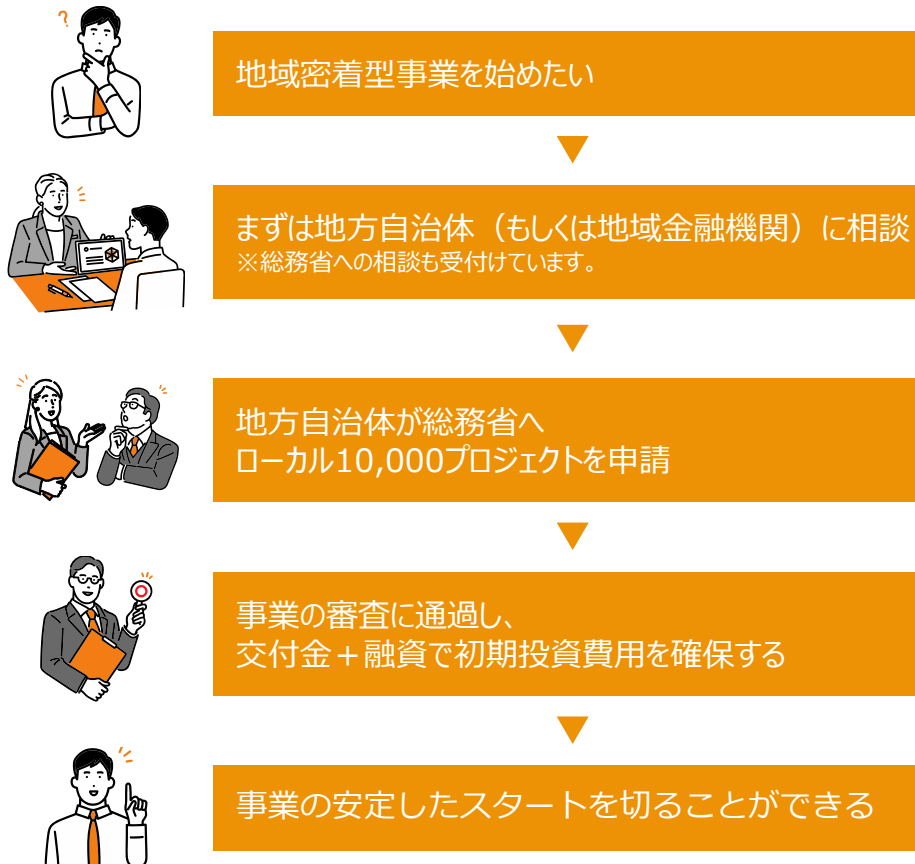 ?
地域密着型事業を始めたい
まずは地方自治体（もしくは地域金融機関）に相談
※総務省への相談も受付けています。
地方自治体が総務省へ
ローカル10,000プロジェクトを申請
事業の審査に通過し、
交付金＋融資で初期投資費用を確保する
事業の安定したスタートを切ることができる